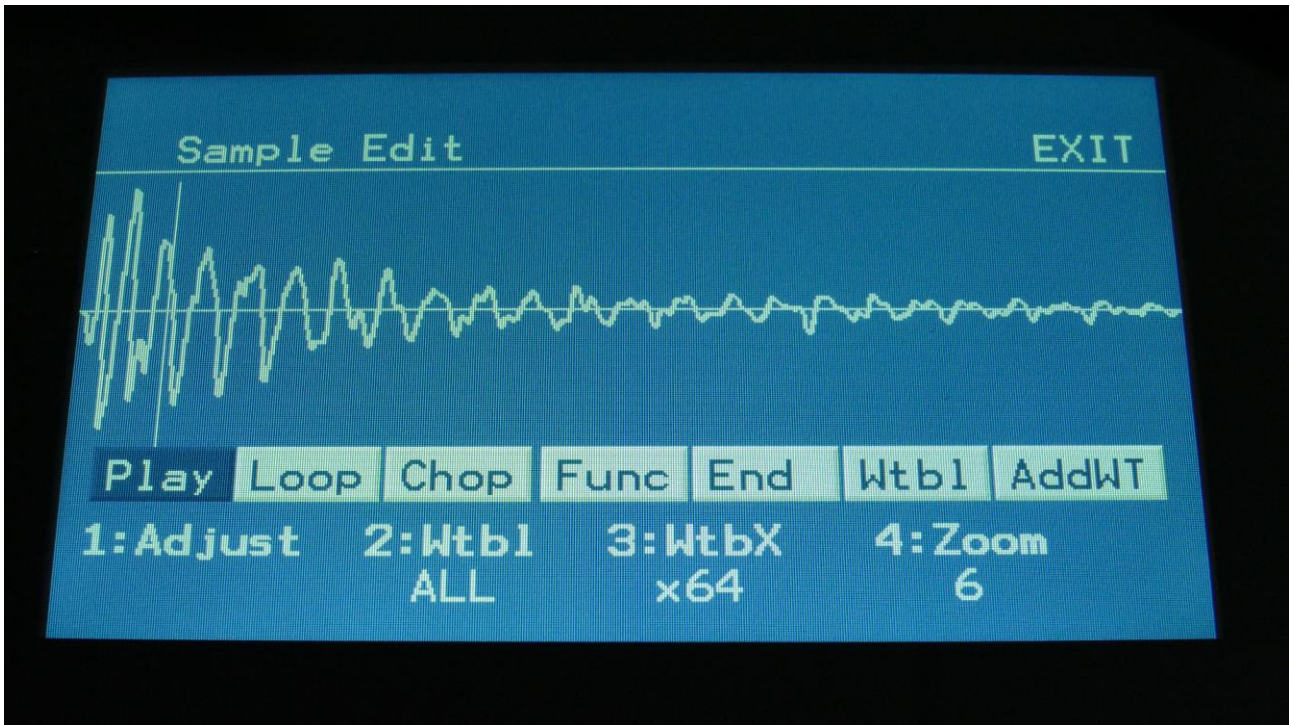 Sample Edit EXIT
Play Loop Chop Func End Wtbl AddWT
1:Adjust 2:Wtbl 3:WtbX 4:Zoom
ALL x64 6